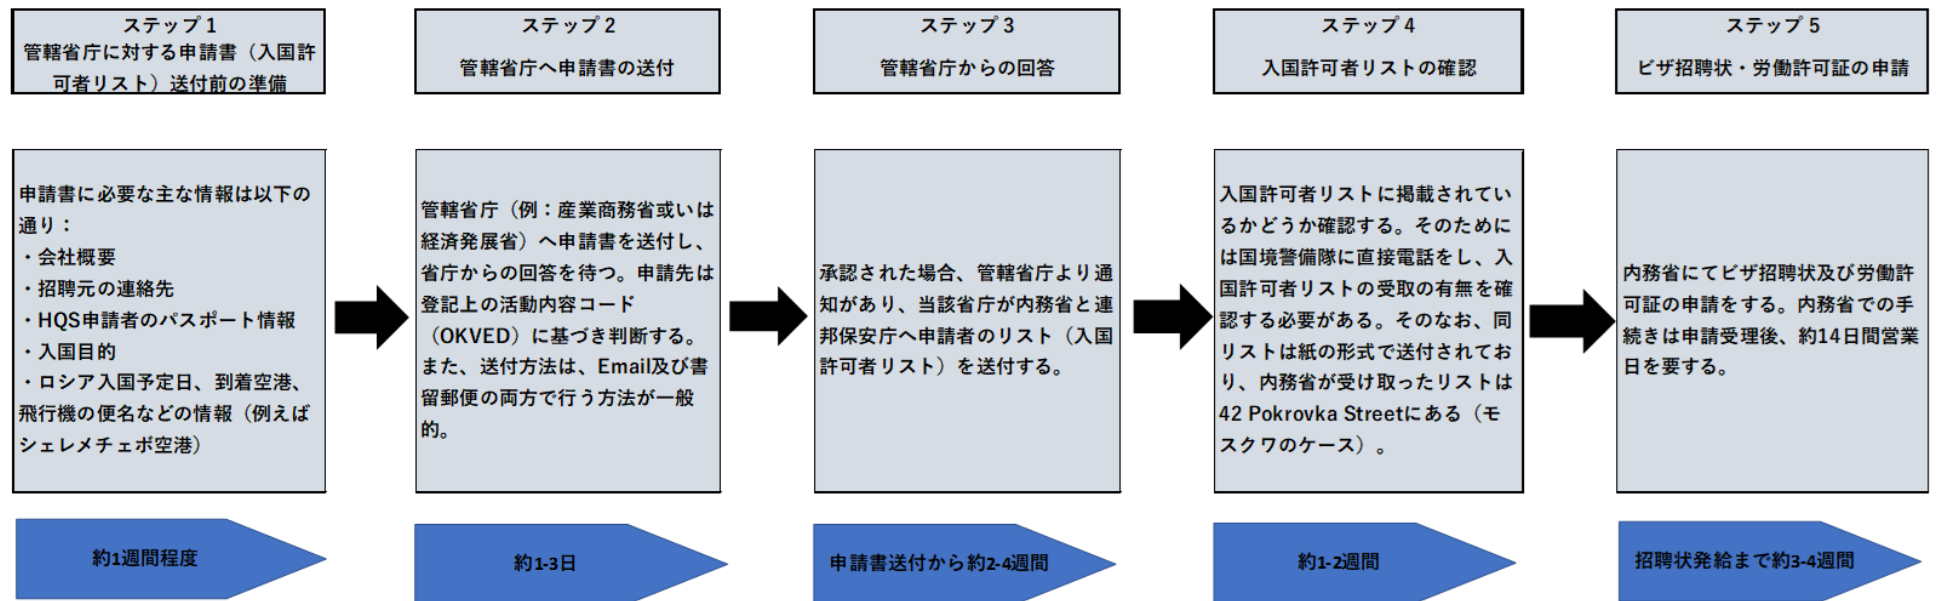 ステップ 1
管轄省庁に対する申請書（入国許
可者リスト）送付前の準備
ステップ 2
管轄省庁へ申請書の送付
ステップ 3
管轄省庁からの回答
ステップ 4
入国許可者リストの確認
ステップ 5
ビザ招聘状・労働許可証の申請
申請書に必要な主な情報は以下の
通り：
・会社概要
・招聘元の連絡先
・HQS申請者のパスポート情報
・入国目的
・ロシア入国予定日、到着空港、
飛行機の便名などの情報（例えば
シェレメチェボ空港）
管轄省庁（例：産業商務省或いは
経済発展省）へ申請書を送付し、
省庁からの回答を待つ。申請先は
登記上の活動内容コード
（OKVED）に基づき判断する。
また、送付方法は、Email及び書
留郵便の両方で行う方法が一般
的。
承認された場合、管轄省庁より通
知があり、当該省庁が内務省と連
邦保安庁へ申請者のリスト（入国
許可者リスト）を送付する。
入国許可者リストに掲載されてい
るかどうか確認する。そのために
は国境警備隊に直接電話をし、入
国許可者リストの受取の有無を確
認する必要がある。そのなお、同
リストは紙の形式で送付されてお
り、内務省が受け取ったリストは
42 Pokrovka Streetにある（モ
スクワのケース）。
内務省にてビザ招聘状及び労働許
可証の申請をする。内務省での手
続きは申請受理後、約14日間営業
日を要する。
約1週間程度
約1-3日
申請書送付から約2-4週間
約1-2週間
招聘状発給まで約3-4週間